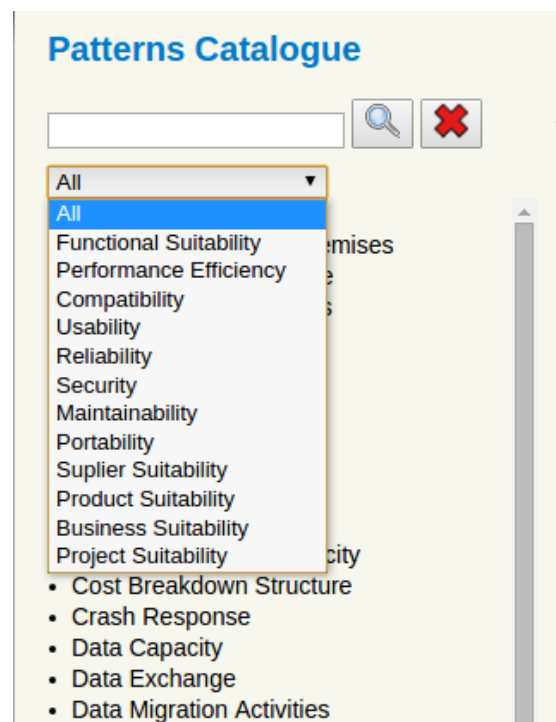 Patterns Catalogue
All
All
Functional Suitability
Performance Efficiency
Compatibility
Usability
Reliability
Security
Maintainability
Portability
Suplier Suitability
Product Suitability
Business Suitability
Project Suitability
• Cost Breakdown Structure
• Crash Response
• Data Capacity
• Data Exchange
• Data Migration Activities